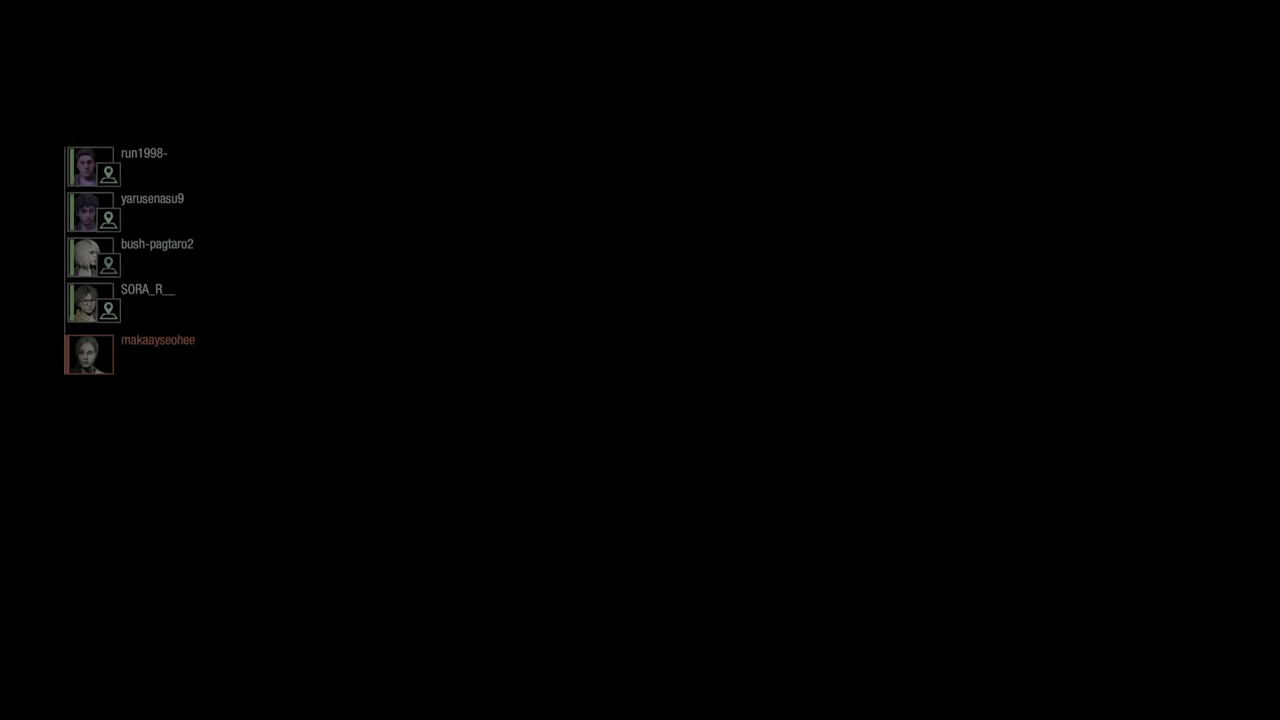 run1998-
yarusenasu9
bush-pagtaro2
SORA_R__
makaayseohee